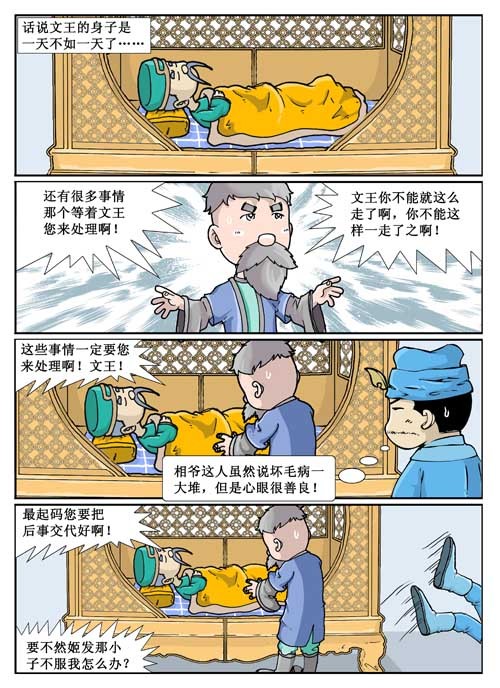 话说文王的身子是
一天不如一天了……
还有很多事情
那个等着文王
您来处理啊！
文王你不能就这么
走了啊，你不能这
样一走了之啊！
这些事情一定要您
来处理啊！文王！
相爷这人虽然说坏毛病一
大堆，但是心眼很善良！
最起码您要把
后事交代好啊！
要不然姬发那小
子不服我怎么办？